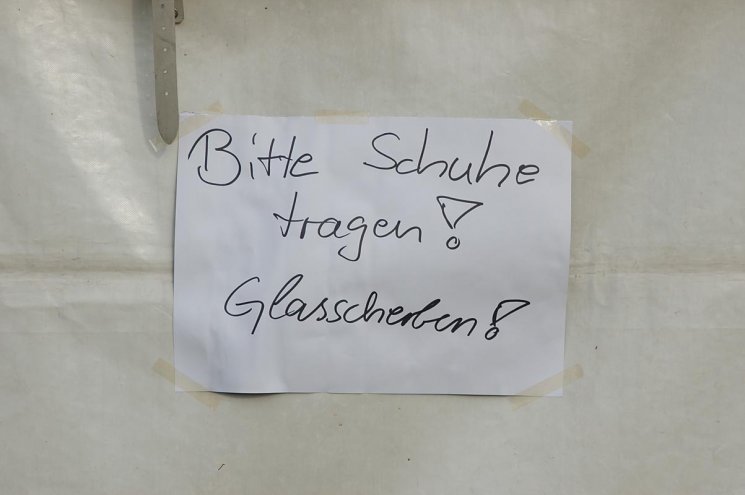 Bitte Schuhe
tragen!
Glasscherben!